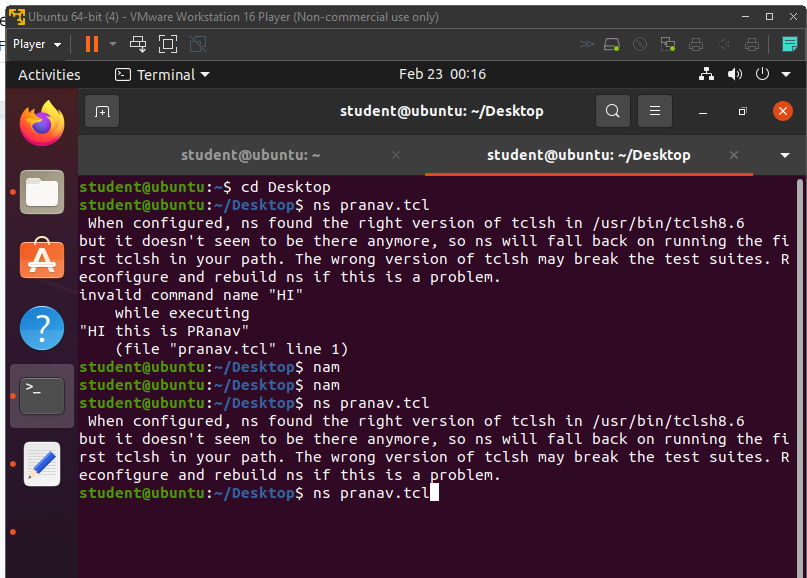 Ubuntu 64-bit (4) - VMware Workstation 16 Player (Non-commercial use only)
Player
Activities
Terminal
Feb 23 00:16
student@ubuntu: ~/Desktop
student@ubuntu: ~
student@ubuntu: ~/Desktop
student@ubuntu:~$ cd Desktop
student@ubuntu:~/Desktop$ ns pranav.tcl
When configured, ns found the right version of tclsh in /usr/bin/tclsh8.6
but it doesn't seem to be there anymore, so ns will fall back on running the fi
rst tclsh in your path. The wrong version of tclsh may break the test suites. R
econfigure and rebuild ns if this is a problem.
invalid command name "HI"
while executing
"HI this is PRanav"
(file "pranav.tcl" line 1)
student@ubuntu:~/Desktop$ nam
student@ubuntu:~/Desktop$ nam
student@ubuntu:~/Desktop$ ns pranav.tcl
When configured, ns found the right version of tclsh in /usr/bin/tclsh8.6
but it doesn't seem to be there anymore, so ns will fall back on running the fi
rst tclsh in your path. The wrong version of tclsh may break the test suites. R
econfigure and rebuild ns if this is a problem.
student@ubuntu:~/Desktop$ ns pranav.tcl